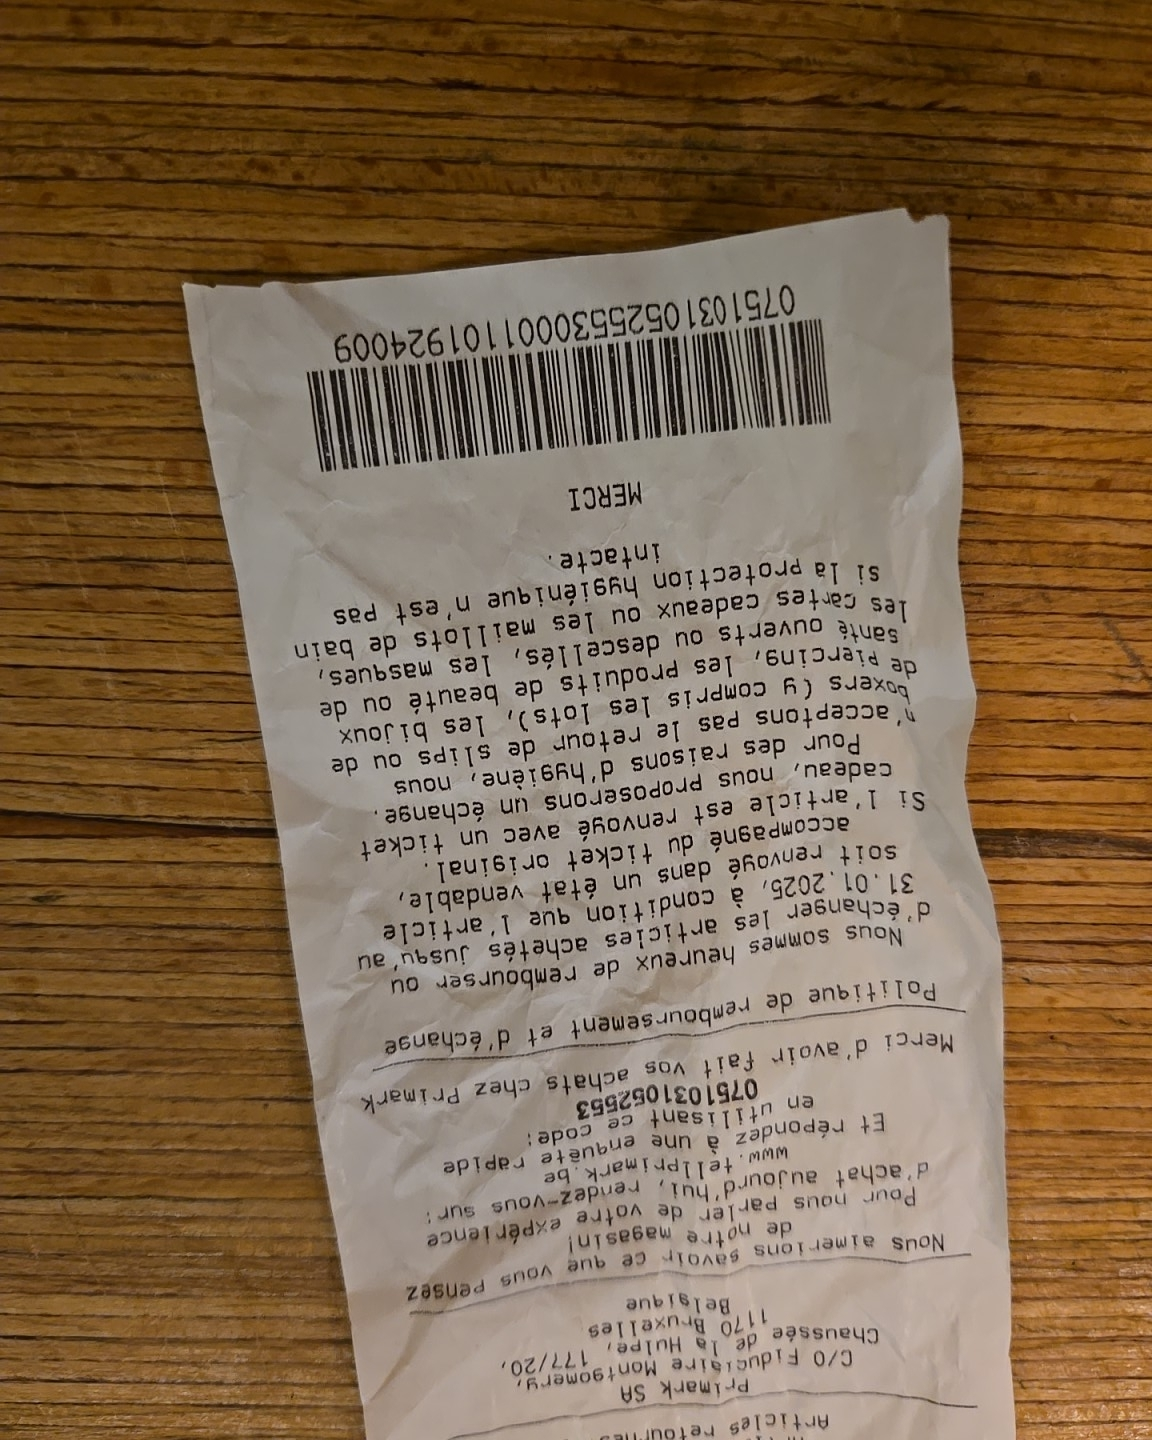 Articles retournés
Primark SA
C/O Fiduciaire Montgomery,
Chaussée de la Hulpe, 177/20,
1170 Bruxelles
Belgique
Nous aimerions savoir ce que vous pensez
de notre magasin!
Pour nous parler de votre expérience
d'achat aujourd'hui, rendez-vous sur:
www.tellprimark.be
Et répondez à une enquête rapide
en utilisant ce code:
0751031052553
Merci d'avoir fait vos achats chez Primark
Politique de remboursement et d'échange
Nous sommes heureux de rembourser ou
d'échanger les articles achetés jusqu'au
31.01.2025, à condition que l'article
soit renvoyé dans un état vendable,
accompagné du ticket original.
Si l'article est renvoyé avec un ticket
cadeau, nous proposerons un échange.
Pour des raisons d'hygiène, nous
n'acceptons pas le retour de slips ou de
boxers (y compris les lots), les bijoux
de piercing, les produits de beauté ou de
santé ouverts ou descellés, les masques,
les cartes cadeaux ou les maillots de bain
si la protection hygiénique n'est pas
intacte.
MERCI
07510310525530001101924009